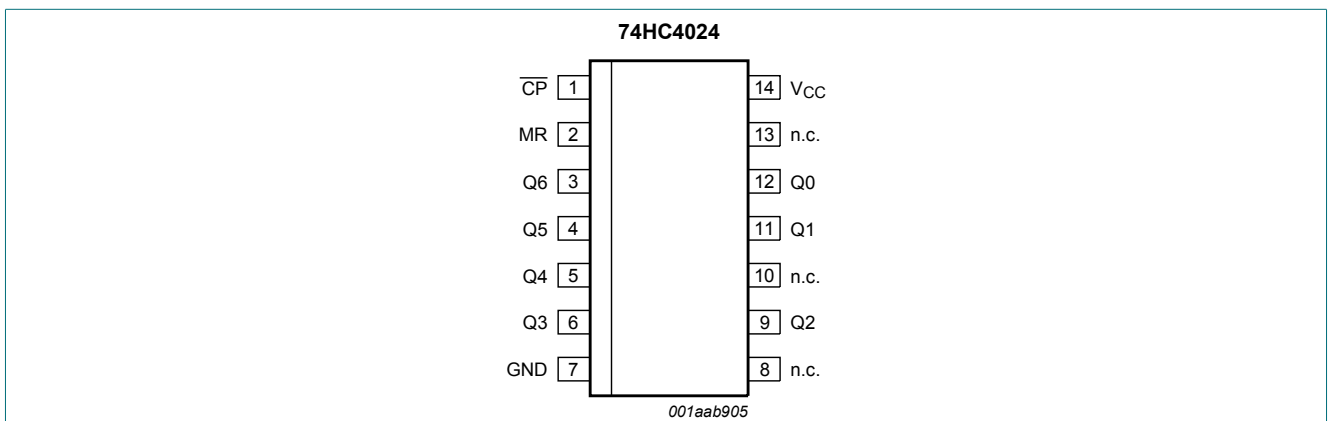 74HC4024
C̅P̅ 1 14 VCC
MR 2 13 n.c.
Q6 3 12 Q0
Q5 4 11 Q1
Q4 5 10 n.c.
Q3 6 9 Q2
GND 7 8 n.c.
001aab905